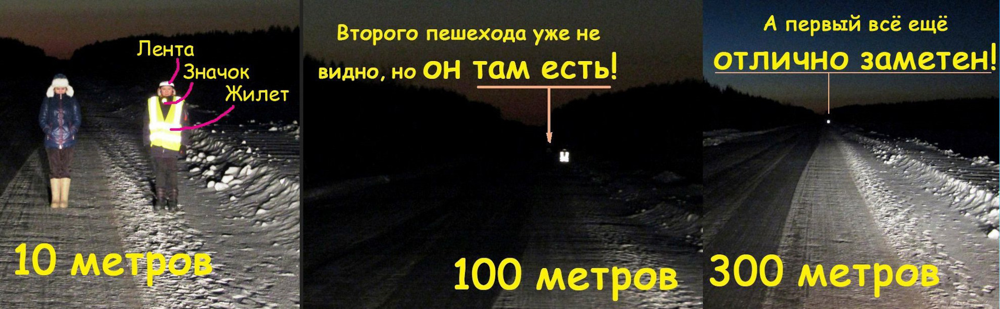 Лента
Значок
Жилет
10 метров
Второго пешехода уже не
видно, но он там есть!
100 метров
А первый всё ещё
отлично заметен!
300 метров